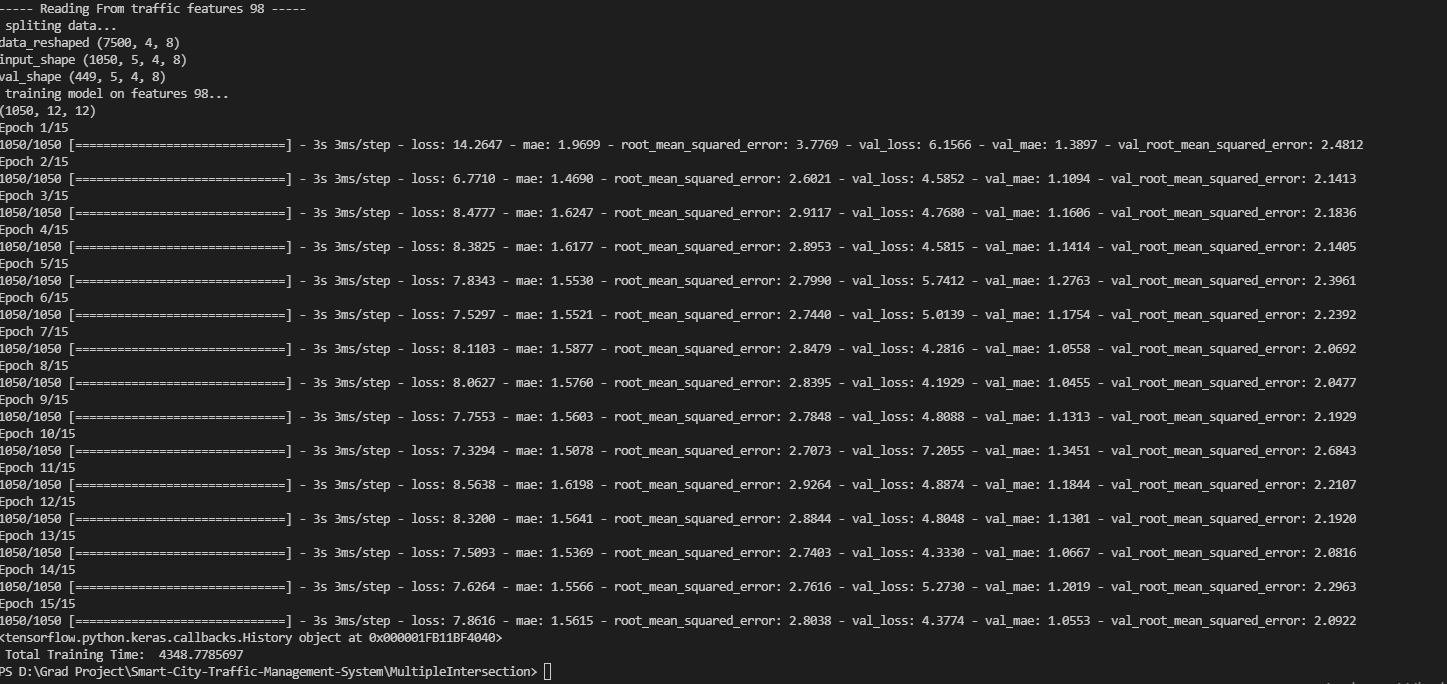 ----- Reading From traffic features 98 -----
spliting data...
data_reshaped (7500, 4, 8)
input_shape (1050, 5, 4, 8)
val_shape (449, 5, 4, 8)
training model on features 98...
(1050, 12, 12)
Epoch 1/15
1050/1050 [==============================] - 3s 3ms/step - loss: 14.2647 - mae: 1.9699 - root_mean_squared_error: 3.7769 - val_loss: 6.1566 - val_mae: 1.3897 - val_root_mean_squared_error: 2.4812
Epoch 2/15
1050/1050 [==============================] - 3s 3ms/step - loss: 6.7710 - mae: 1.4690 - root_mean_squared_error: 2.6021 - val_loss: 4.5852 - val_mae: 1.1094 - val_root_mean_squared_error: 2.1413
Epoch 3/15
1050/1050 [==============================] - 3s 3ms/step - loss: 8.4777 - mae: 1.6247 - root_mean_squared_error: 2.9117 - val_loss: 4.7680 - val_mae: 1.1606 - val_root_mean_squared_error: 2.1836
Epoch 4/15
1050/1050 [==============================] - 3s 3ms/step - loss: 8.3825 - mae: 1.6177 - root_mean_squared_error: 2.8953 - val_loss: 4.5815 - val_mae: 1.1414 - val_root_mean_squared_error: 2.1405
Epoch 5/15
1050/1050 [==============================] - 3s 3ms/step - loss: 7.8343 - mae: 1.5530 - root_mean_squared_error: 2.7990 - val_loss: 5.7412 - val_mae: 1.2763 - val_root_mean_squared_error: 2.3961
Epoch 6/15
1050/1050 [==============================] - 3s 3ms/step - loss: 7.5297 - mae: 1.5521 - root_mean_squared_error: 2.7440 - val_loss: 5.0139 - val_mae: 1.1754 - val_root_mean_squared_error: 2.2392
Epoch 7/15
1050/1050 [==============================] - 3s 3ms/step - loss: 8.1103 - mae: 1.5877 - root_mean_squared_error: 2.8479 - val_loss: 4.2816 - val_mae: 1.0558 - val_root_mean_squared_error: 2.0692
Epoch 8/15
1050/1050 [==============================] - 3s 3ms/step - loss: 8.0627 - mae: 1.5760 - root_mean_squared_error: 2.8395 - val_loss: 4.1929 - val_mae: 1.0455 - val_root_mean_squared_error: 2.0477
Epoch 9/15
1050/1050 [==============================] - 3s 3ms/step - loss: 7.7553 - mae: 1.5603 - root_mean_squared_error: 2.7848 - val_loss: 4.8088 - val_mae: 1.1313 - val_root_mean_squared_error: 2.1929
Epoch 10/15
1050/1050 [==============================] - 3s 3ms/step - loss: 7.3294 - mae: 1.5078 - root_mean_squared_error: 2.7073 - val_loss: 7.2055 - val_mae: 1.3451 - val_root_mean_squared_error: 2.6843
Epoch 11/15
1050/1050 [==============================] - 3s 3ms/step - loss: 8.5638 - mae: 1.6198 - root_mean_squared_error: 2.9264 - val_loss: 4.8874 - val_mae: 1.1844 - val_root_mean_squared_error: 2.2107
Epoch 12/15
1050/1050 [==============================] - 3s 3ms/step - loss: 8.3200 - mae: 1.5641 - root_mean_squared_error: 2.8844 - val_loss: 4.8048 - val_mae: 1.1301 - val_root_mean_squared_error: 2.1920
Epoch 13/15
1050/1050 [==============================] - 3s 3ms/step - loss: 7.5093 - mae: 1.5369 - root_mean_squared_error: 2.7403 - val_loss: 4.3330 - val_mae: 1.0667 - val_root_mean_squared_error: 2.0816
Epoch 14/15
1050/1050 [==============================] - 3s 3ms/step - loss: 7.6264 - mae: 1.5566 - root_mean_squared_error: 2.7616 - val_loss: 5.2730 - val_mae: 1.2019 - val_root_mean_squared_error: 2.2963
Epoch 15/15
1050/1050 [==============================] - 3s 3ms/step - loss: 7.8616 - mae: 1.5615 - root_mean_squared_error: 2.8038 - val_loss: 4.3774 - val_mae: 1.0553 - val_root_mean_squared_error: 2.0922
<tensorflow.python.keras.callbacks.History object at 0x000001FB11BF4040>
Total Training Time:  4348.7785697
PS D:\Grad Project\Smart-City-Traffic-Management-System\MultipleIntersection>